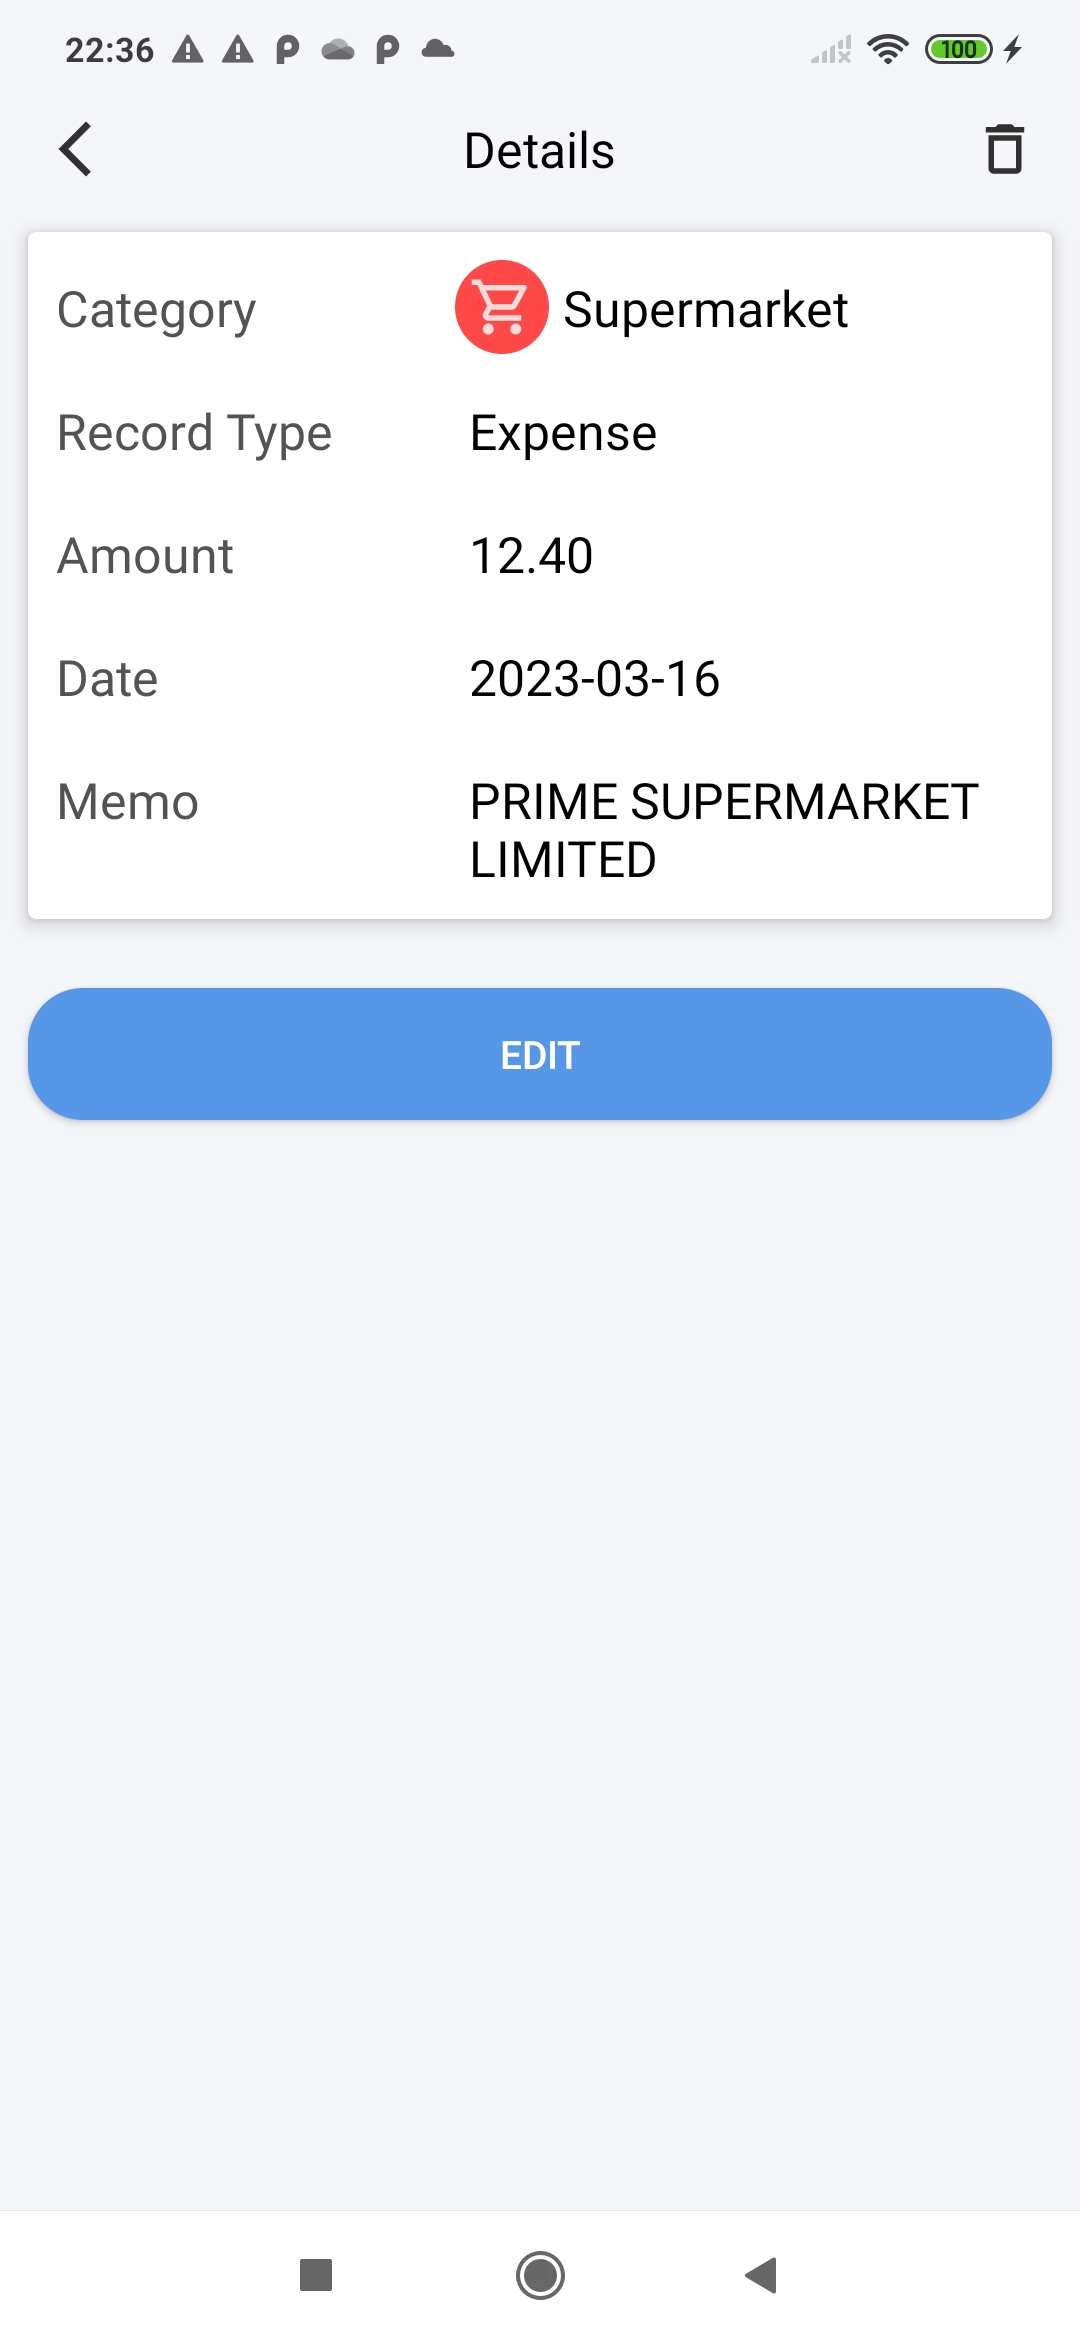 22:36
100
Details
Category Supermarket
Record Type Expense
Amount 12.40
Date 2023-03-16
Memo PRIME SUPERMARKET
LIMITED
EDIT